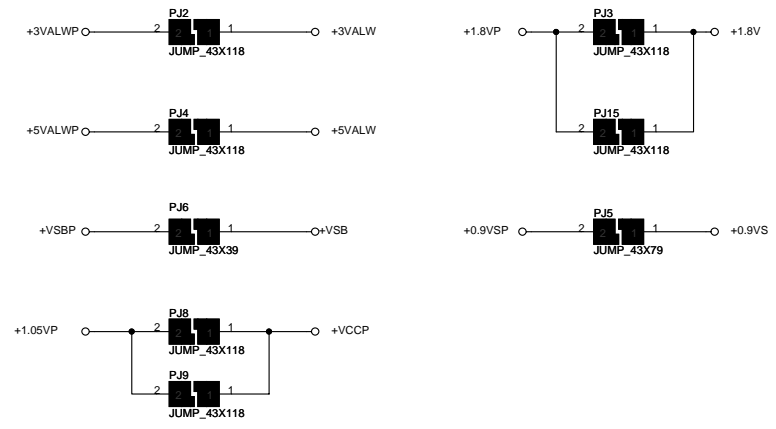 PJ2
+3VALWP 2 2 1 1 +3VALW
JUMP_43X118
PJ3
+1.8VP 2 2 1 1 +1.8V
JUMP_43X118
PJ4
+5VALWP 2 2 1 1 +5VALW
JUMP_43X118
PJ15
2 2 1 1
JUMP_43X118
PJ6
+VSBP 2 2 1 1 +VSB
JUMP_43X39
PJ5
+0.9VSP 2 2 1 1 +0.9VS
JUMP_43X79
PJ8
+1.05VP 2 2 1 1 +VCCP
JUMP_43X118
PJ9
2 2 1 1
JUMP_43X118